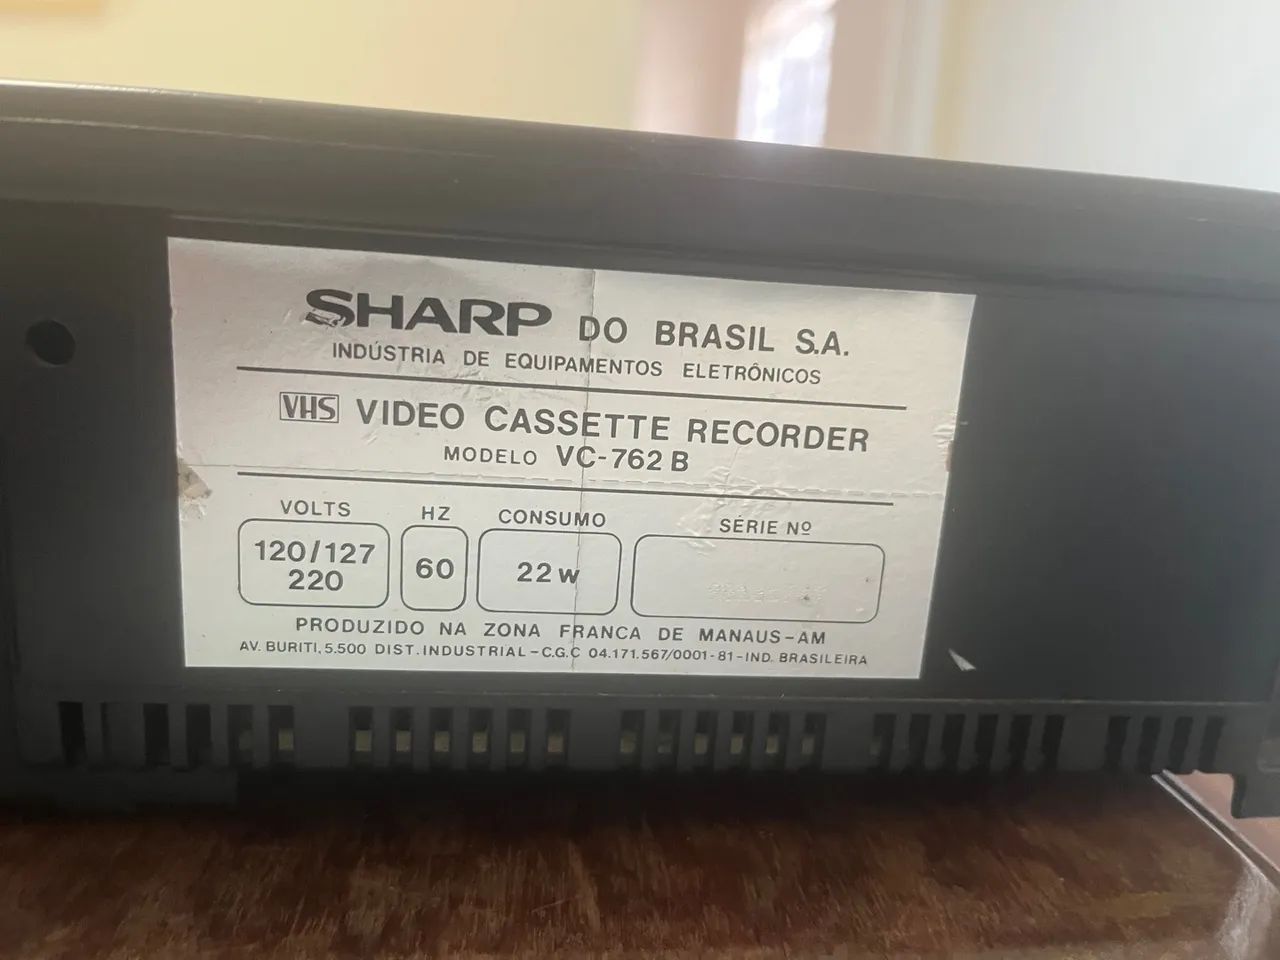 SHARP DO BRASIL S.A.
INDÚSTRIA DE EQUIPAMENTOS ELETRÔNICOS
VHS VIDEO CASSETTE RECORDER
MODELO VC-762 B
VOLTS HZ CONSUMO SÉRIE Nº
120/127
220
60
22w
PRODUZIDO NA ZONA FRANCA DE MANAUS-AM
AV. BURITI, 5.500 DIST. INDUSTRIAL-C.G.C 04.171.567/0001-81-IND. BRASILEIRA